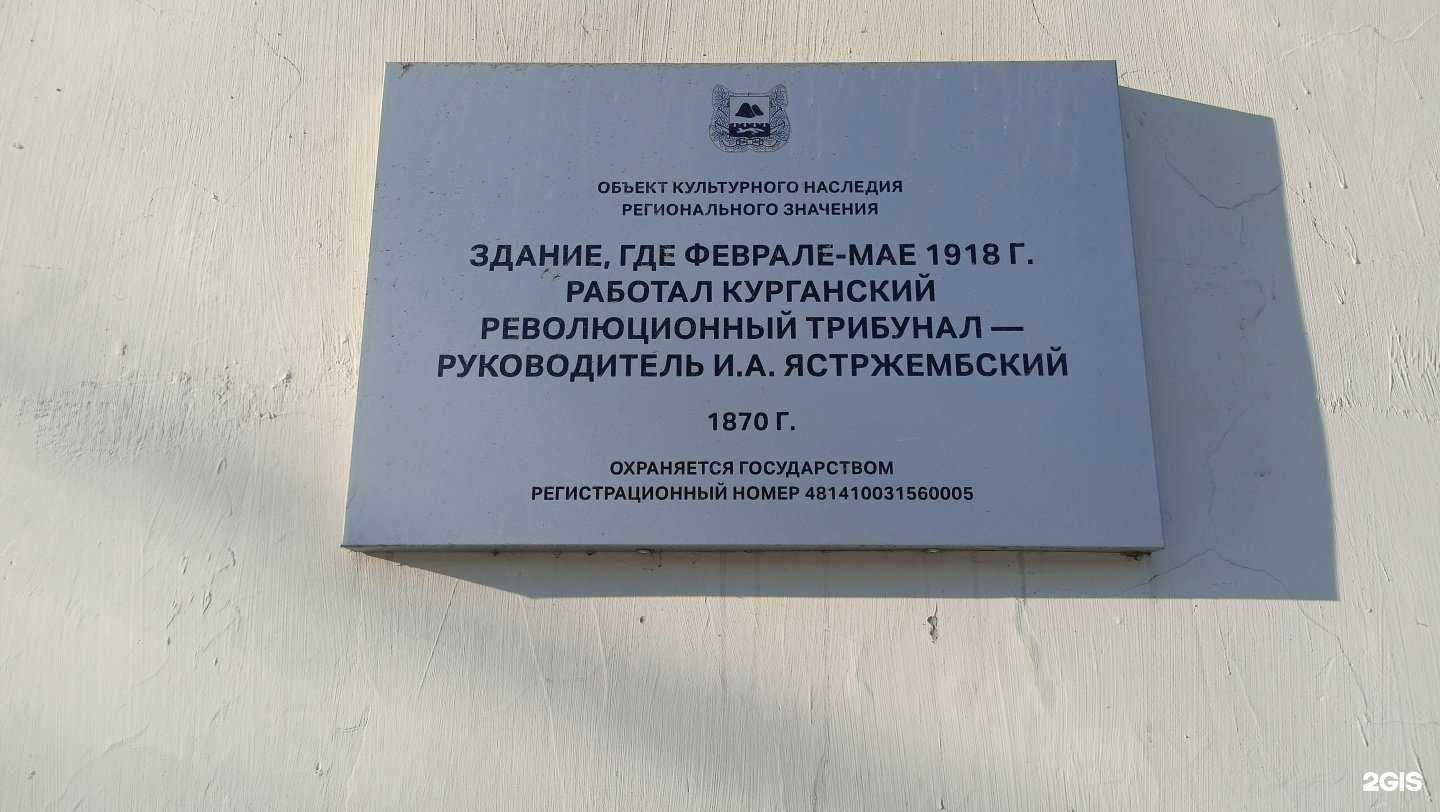 ОБЪЕКТ КУЛЬТУРНОГО НАСЛЕДИЯ
РЕГИОНАЛЬНОГО ЗНАЧЕНИЯ
ЗДАНИЕ, ГДЕ ФЕВРАЛЕ-МАЕ 1918 Г.
РАБОТАЛ КУРГАНСКИЙ
РЕВОЛЮЦИОННЫЙ ТРИБУНАЛ —
РУКОВОДИТЕЛЬ И.А. ЯСТРЖЕМБСКИЙ
1870 Г.
ОХРАНЯЕТСЯ ГОСУДАРСТВОМ
РЕГИСТРАЦИОННЫЙ НОМЕР 481410031560005
2GIS